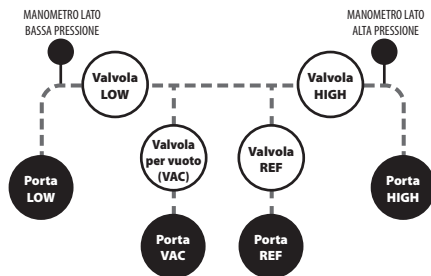 MANOMETRO LATO
BASSA PRESSIONE
MANOMETRO LATO
ALTA PRESSIONE
Valvola
LOW
Valvola
HIGH
Valvola
per vuoto
(VAC)
Valvola
REF
Porta
LOW
Porta
HIGH
Porta
VAC
Porta
REF